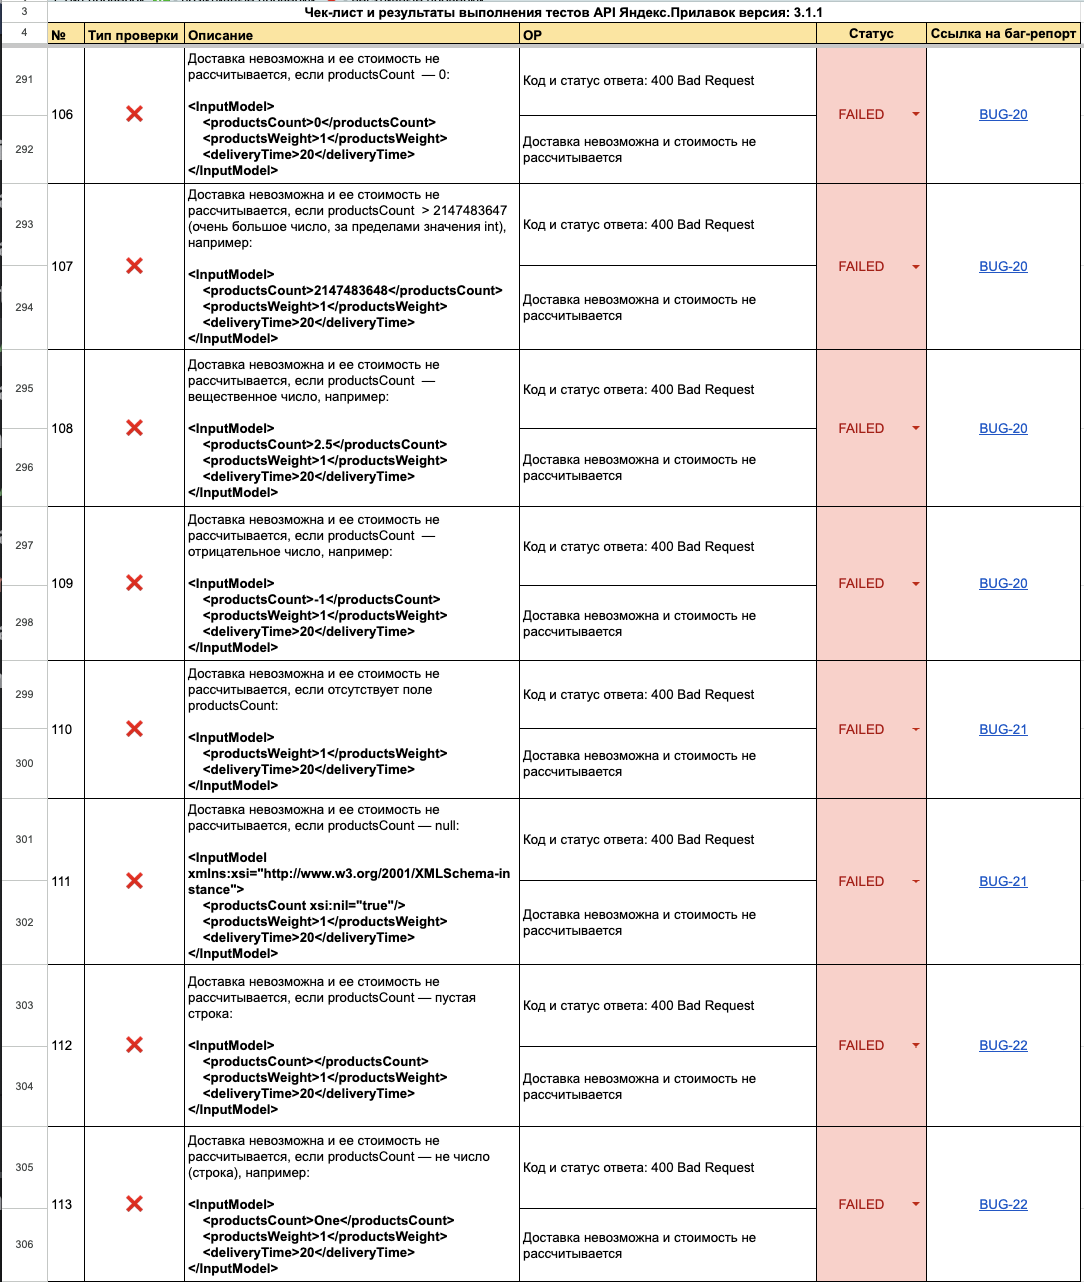 3
Чек-лист и результаты выполнения тестов API Яндекс.Прилавок версия: 3.1.1
4
№
Тип проверки
Описание
ОР
Статус
Ссылка на баг-репорт
291
292
106
Доставка невозможна и ее стоимость не
рассчитывается, если productsCount — 0:
<InputModel>
<productsCount>0</productsCount>
<productsWeight>1</productsWeight>
<deliveryTime>20</deliveryTime>
</InputModel>
Код и статус ответа: 400 Bad Request
Доставка невозможна и стоимость не
рассчитывается
FAILED
BUG-20
293
294
107
Доставка невозможна и ее стоимость не
рассчитывается, если productsCount > 2147483647
(очень большое число, за пределами значения int),
например:
<InputModel>
<productsCount>2147483648</productsCount>
<productsWeight>1</productsWeight>
<deliveryTime>20</deliveryTime>
</InputModel>
Код и статус ответа: 400 Bad Request
Доставка невозможна и стоимость не
рассчитывается
FAILED
BUG-20
295
296
108
Доставка невозможна и ее стоимость не
рассчитывается, если productsCount —
вещественное число, например:
<InputModel>
<productsCount>2.5</productsCount>
<productsWeight>1</productsWeight>
<deliveryTime>20</deliveryTime>
</InputModel>
Код и статус ответа: 400 Bad Request
Доставка невозможна и стоимость не
рассчитывается
FAILED
BUG-20
297
298
109
Доставка невозможна и ее стоимость не
рассчитывается, если productsCount —
отрицательное число, например:
<InputModel>
<productsCount>-1</productsCount>
<productsWeight>1</productsWeight>
<deliveryTime>20</deliveryTime>
</InputModel>
Код и статус ответа: 400 Bad Request
Доставка невозможна и стоимость не
рассчитывается
FAILED
BUG-20
299
300
110
Доставка невозможна и ее стоимость не
рассчитывается, если отсутствует поле
productsCount:
<InputModel>
<productsWeight>1</productsWeight>
<deliveryTime>20</deliveryTime>
</InputModel>
Код и статус ответа: 400 Bad Request
Доставка невозможна и стоимость не
рассчитывается
FAILED
BUG-21
301
302
111
Доставка невозможна и ее стоимость не
рассчитывается, если productsCount — null:
<InputModel
xmlns:xsi="http://www.w3.org/2001/XMLSchema-in
stance">
<productsCount xsi:nil="true"/>
<productsWeight>1</productsWeight>
<deliveryTime>20</deliveryTime>
</InputModel>
Код и статус ответа: 400 Bad Request
Доставка невозможна и стоимость не
рассчитывается
FAILED
BUG-21
303
304
112
Доставка невозможна и ее стоимость не
рассчитывается, если productsCount — пустая
строка:
<InputModel>
<productsCount></productsCount>
<productsWeight>1</productsWeight>
<deliveryTime>20</deliveryTime>
</InputModel>
Код и статус ответа: 400 Bad Request
Доставка невозможна и стоимость не
рассчитывается
FAILED
BUG-22
305
306
113
Доставка невозможна и ее стоимость не
рассчитывается, если productsCount — не число
(строка), например:
<InputModel>
<productsCount>One</productsCount>
<productsWeight>1</productsWeight>
<deliveryTime>20</deliveryTime>
</InputModel>
Код и статус ответа: 400 Bad Request
Доставка невозможна и стоимость не
рассчитывается
FAILED
BUG-22